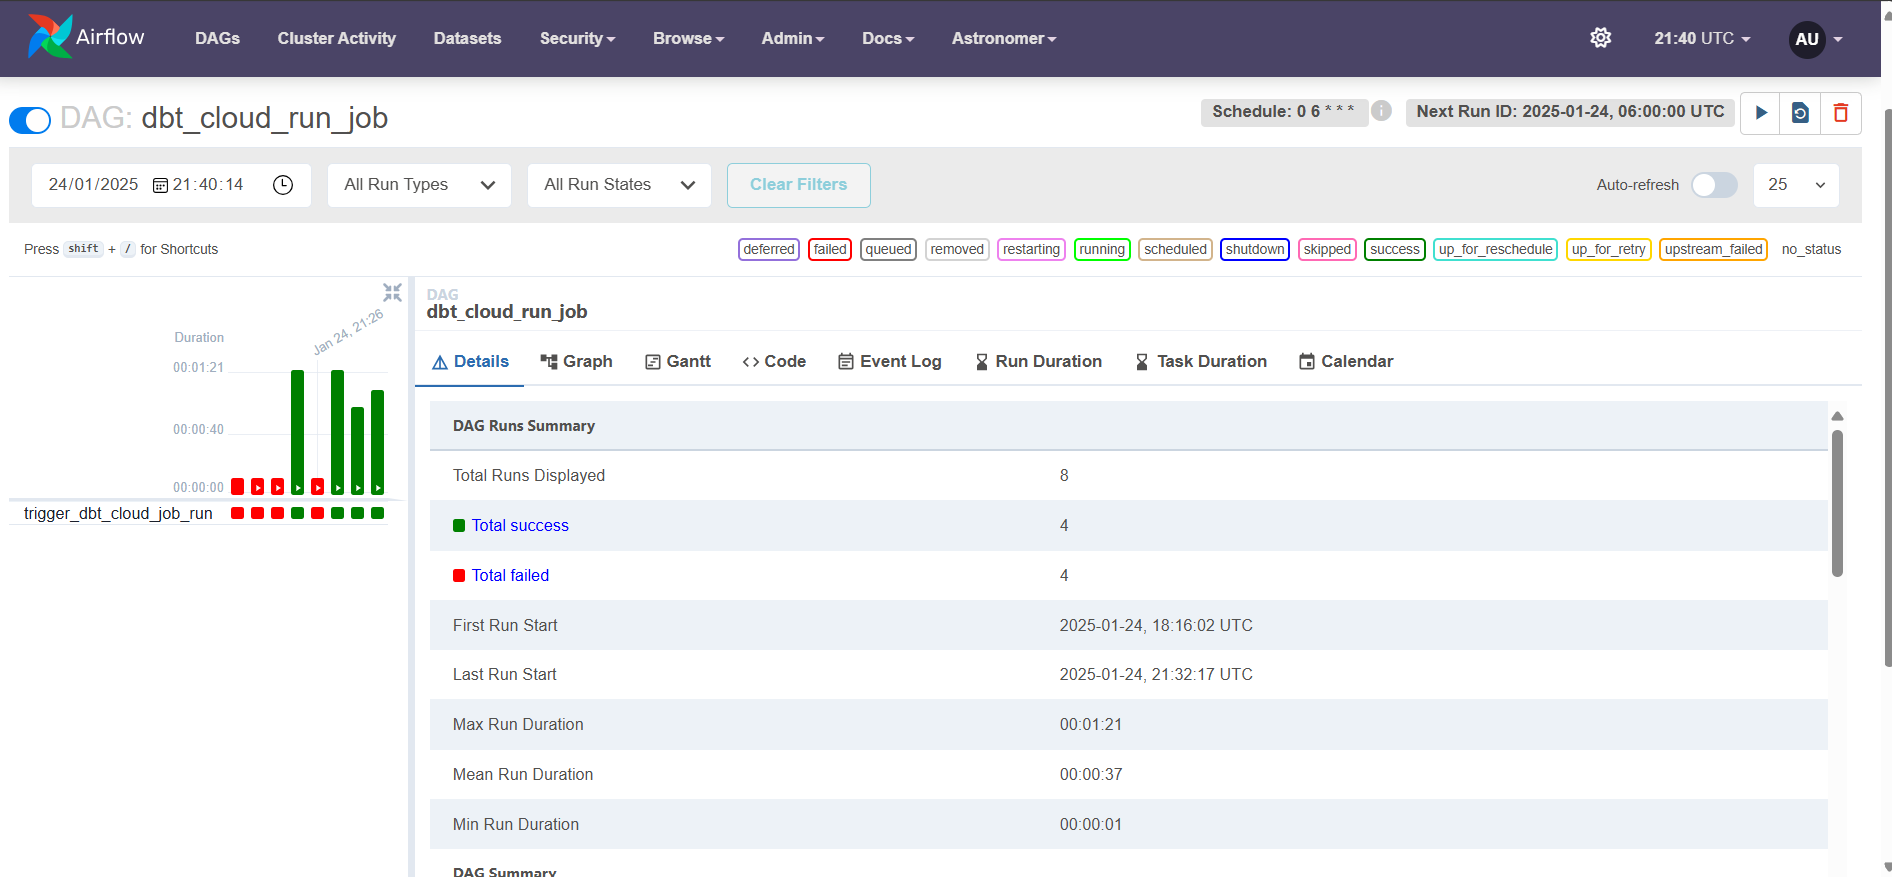 Airflow DAGs Cluster Activity Datasets Security Browse Admin Docs Astronomer 21:40 UTC AU
DAG: dbt_cloud_run_job Schedule: 0 6 * * * i Next Run ID: 2025-01-24, 06:00:00 UTC
24/01/2025 21:40:14 All Run Types All Run States Clear Filters Auto-refresh 25
Press shift + / for Shortcuts deferred failed queued removed restarting running scheduled shutdown skipped success up_for_reschedule up_for_retry upstream_failed no_status
Duration
Jan 24, 21:26
00:01:21
00:00:40
00:00:00
trigger_dbt_cloud_job_run
DAG
dbt_cloud_run_job
Details Graph Gantt Code Event Log Run Duration Task Duration Calendar
DAG Runs Summary
Total Runs Displayed 8
Total success 4
Total failed 4
First Run Start 2025-01-24, 18:16:02 UTC
Last Run Start 2025-01-24, 21:32:17 UTC
Max Run Duration 00:01:21
Mean Run Duration 00:00:37
Min Run Duration 00:00:01
DAG Summary